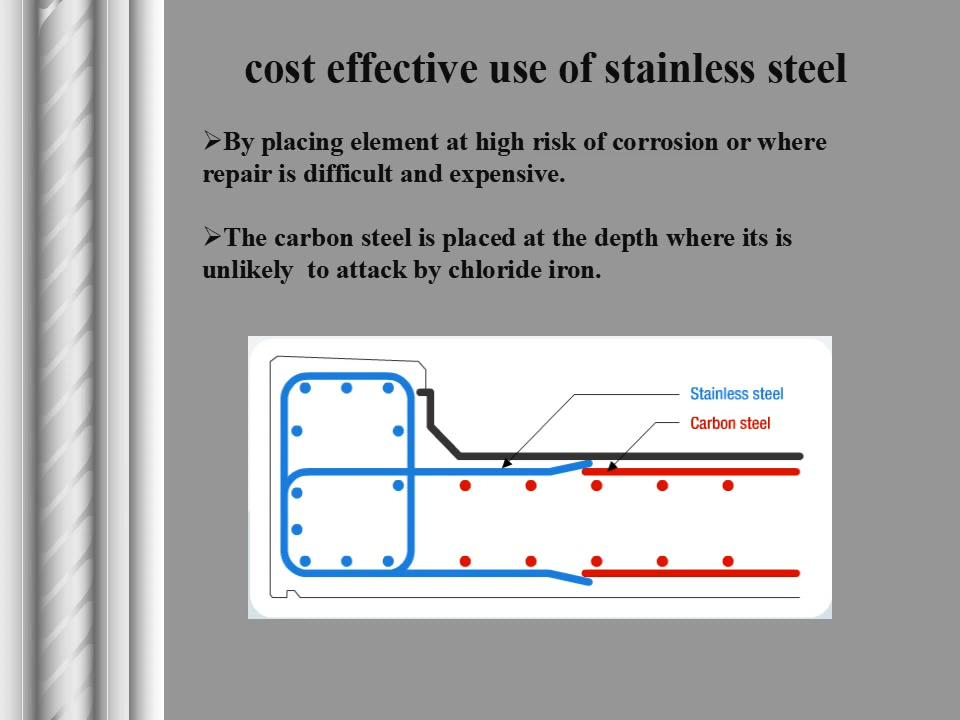 cost effective use of stainless steel
➢By placing element at high risk of corrosion or where
repair is difficult and expensive.
➢The carbon steel is placed at the depth where its is
unlikely  to attack by chloride iron.
Stainless steel
Carbon steel